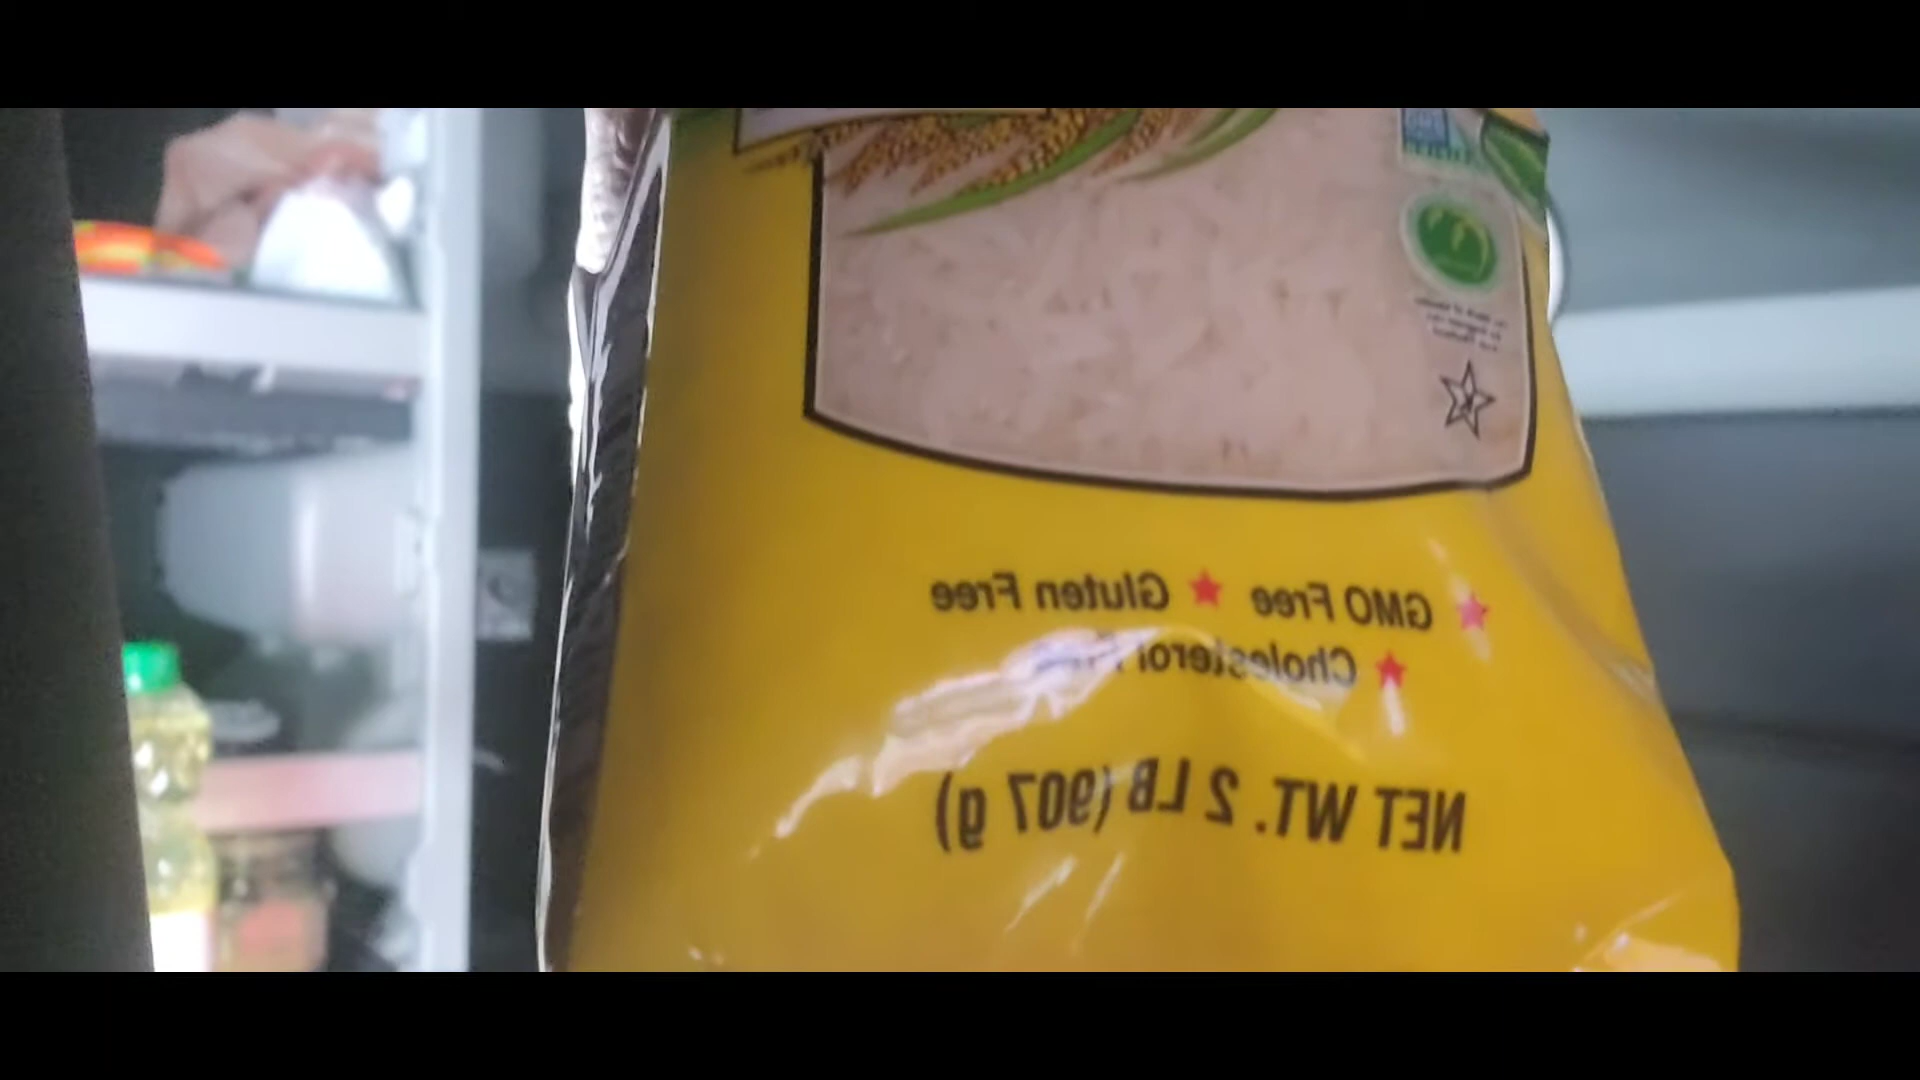 ★ GMO Free ★ Gluten Free
★ Cholesterol
NET WT. 2 LB (907 g)